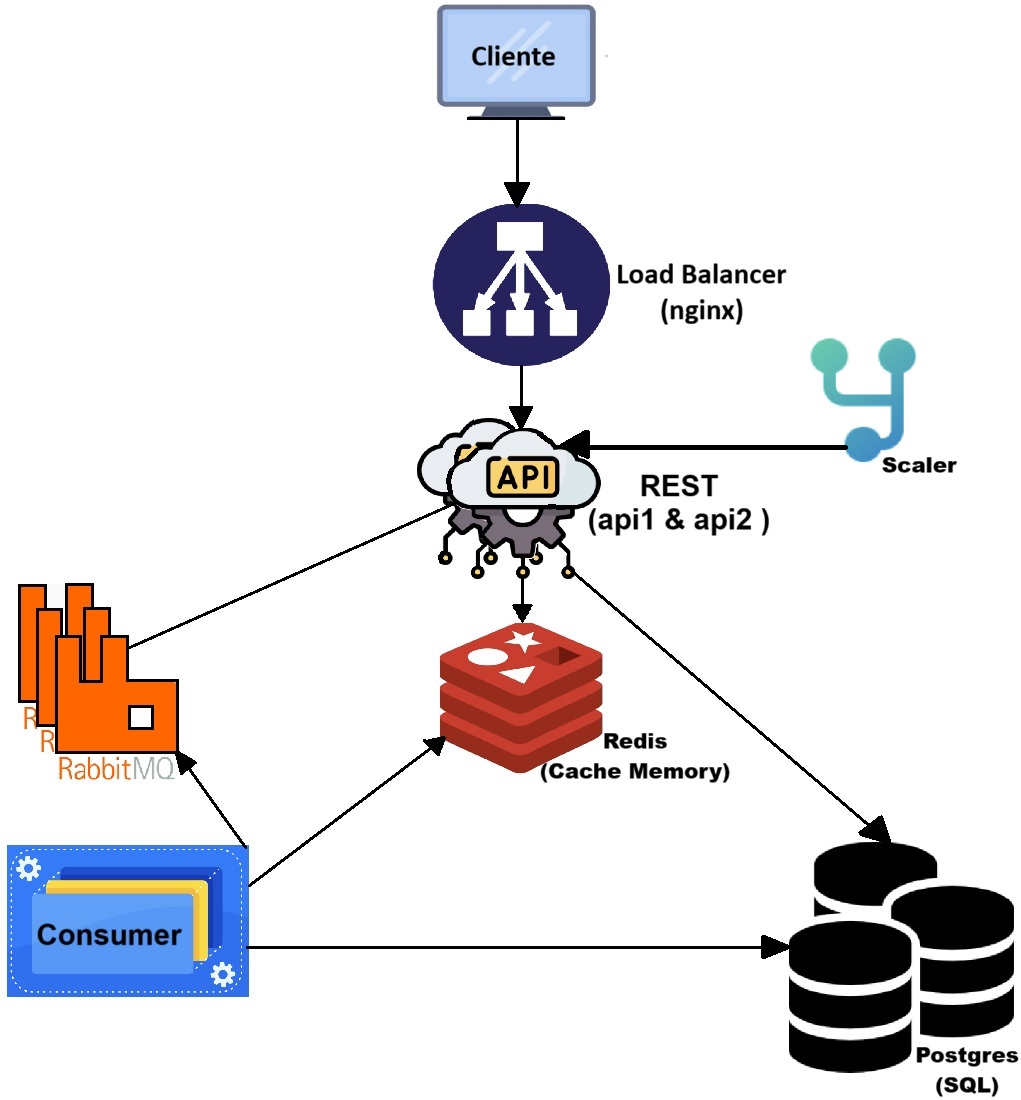 Cliente
Load Balancer
(nginx)
Scaler
API
REST
(api1 & api2 )
R
R
RabbitMQ
Redis
(Cache Memory)
Consumer
Postgres
(SQL)